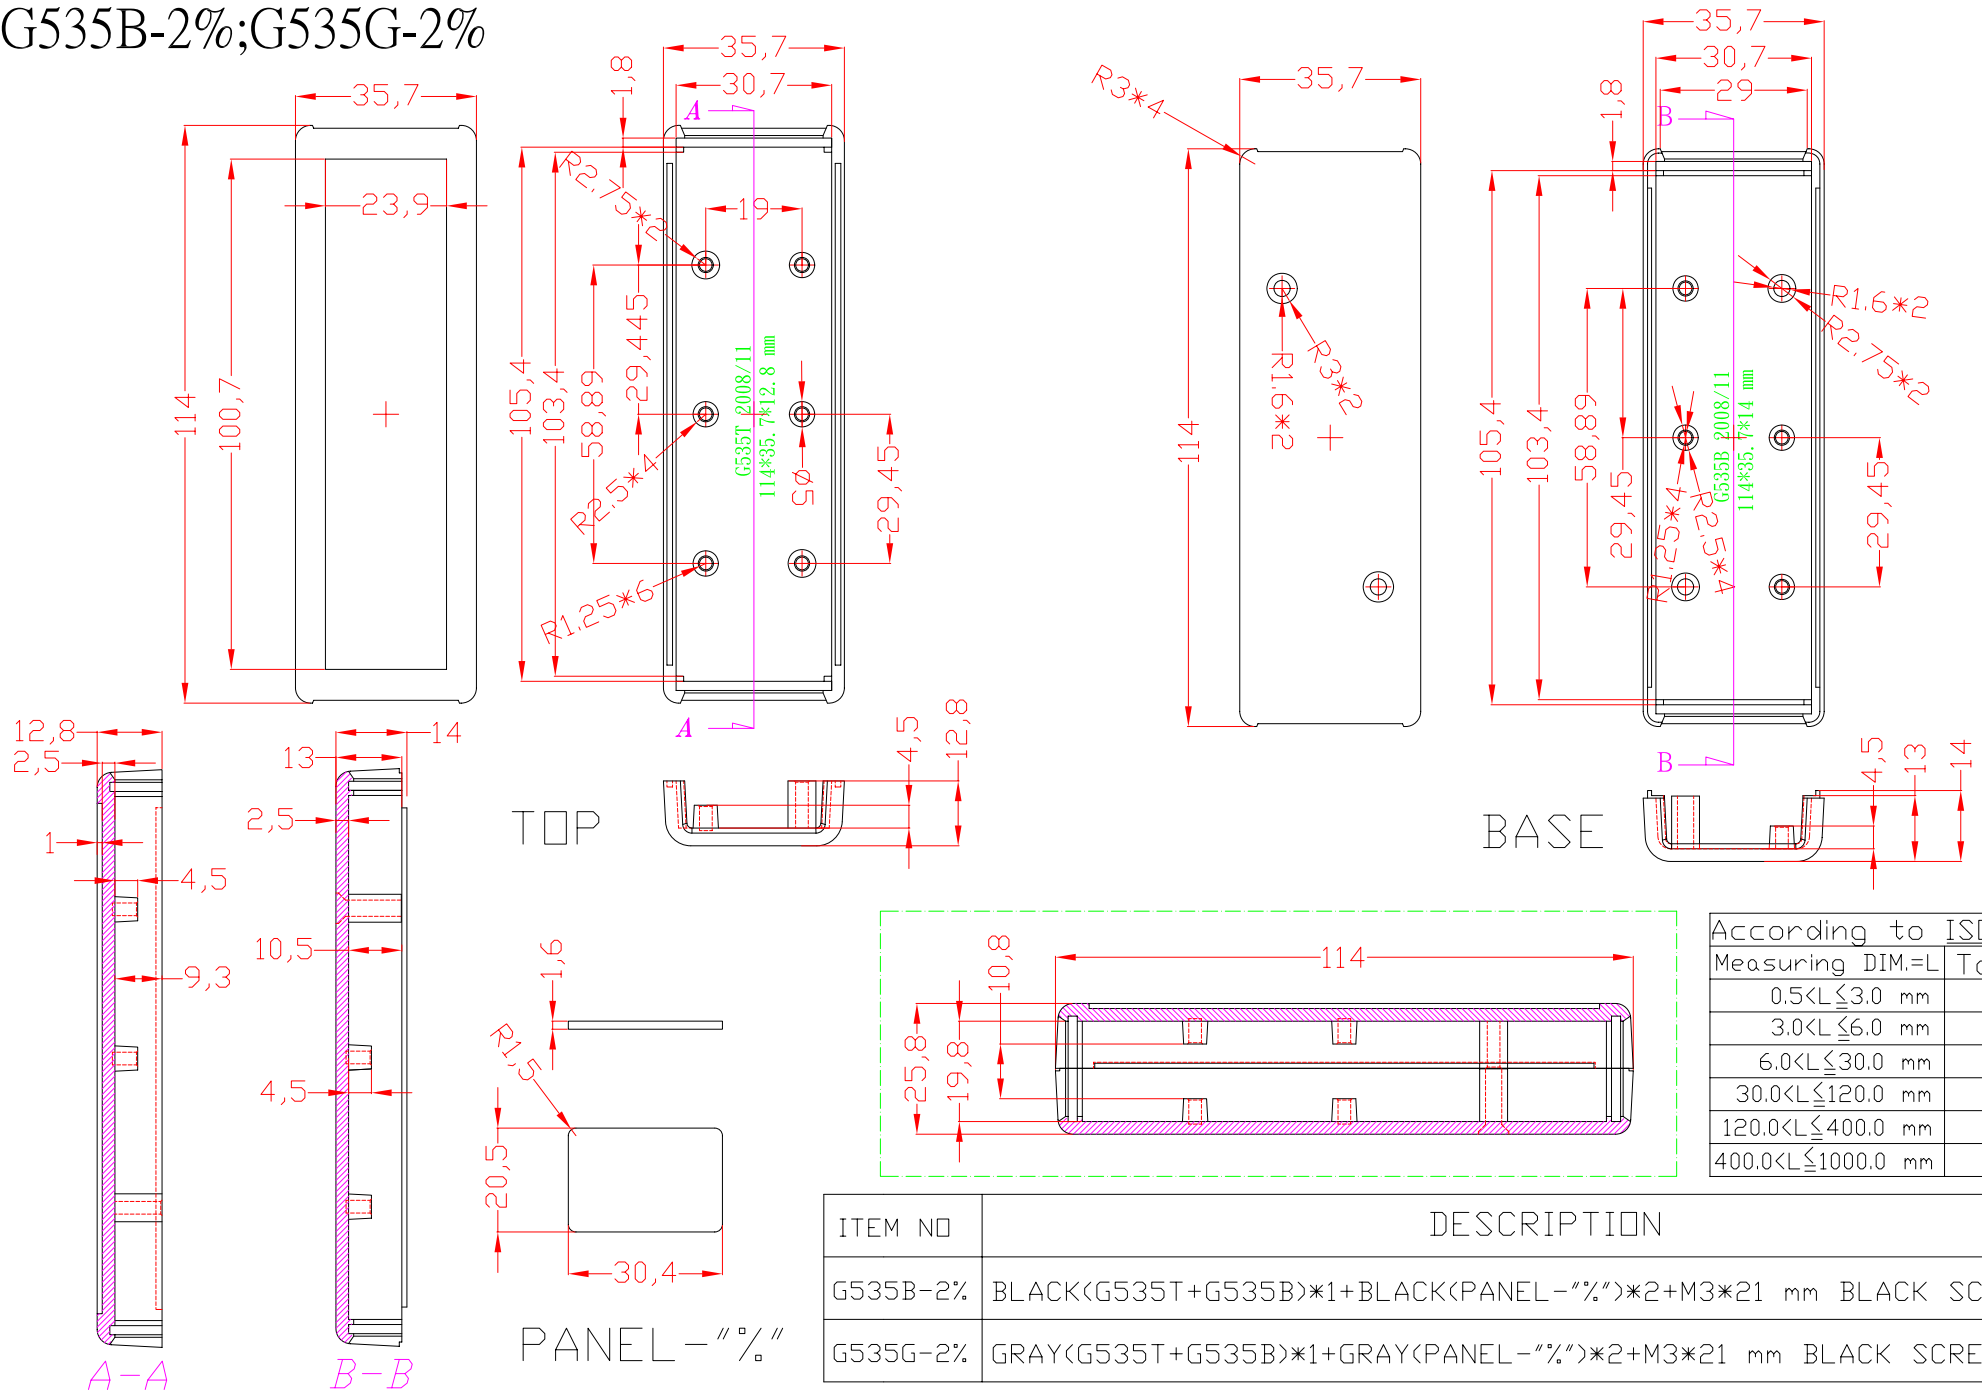 G535B-2%;G535G-2%
35,7
114
100,7
23,9
35,7
30,7
1,8
A
R2.75*2
19
105,4
103,4
58,89
29,445
R2.5*4
R1.25*6
Ø5
29,45
G535T 2008/11
114*35.7*12.8 mm
A
R3*4
35,7
114
R1.6*2
R3*2
35,7
30,7
29
1,8
B
R1.6*2
R2.75*2
105,4
103,4
58,89
29,45
R1.25*4
R2.5*4
29,45
G535B 2008/11
114*35.7*14 mm
B
12,8
2,5
1
4,5
9,3
A-A
14
13
2,5
10,5
4,5
B-B
TOP
4,5
12,8
BASE
4,5
13
14
1,6
R1,5
20,5
30,4
PANEL-"%"
114
10,8
25,8
19,8
According to
Measuring DIM.=L
0.5<L≦3.0 mm
3.0<L≦6.0 mm
6.0<L≦30.0 mm
30.0<L≦120.0 mm
120.0<L≦400.0 mm
400.0<L≦1000.0 mm
ITEM NO DESCRIPTION
G535B-2% BLACK(G535T+G535B)*1+BLACK(PANEL-"%")*2+M3*21 mm BLACK SC
G535G-2% GRAY(G535T+G535B)*1+GRAY(PANEL-"%")*2+M3*21 mm BLACK SCRE